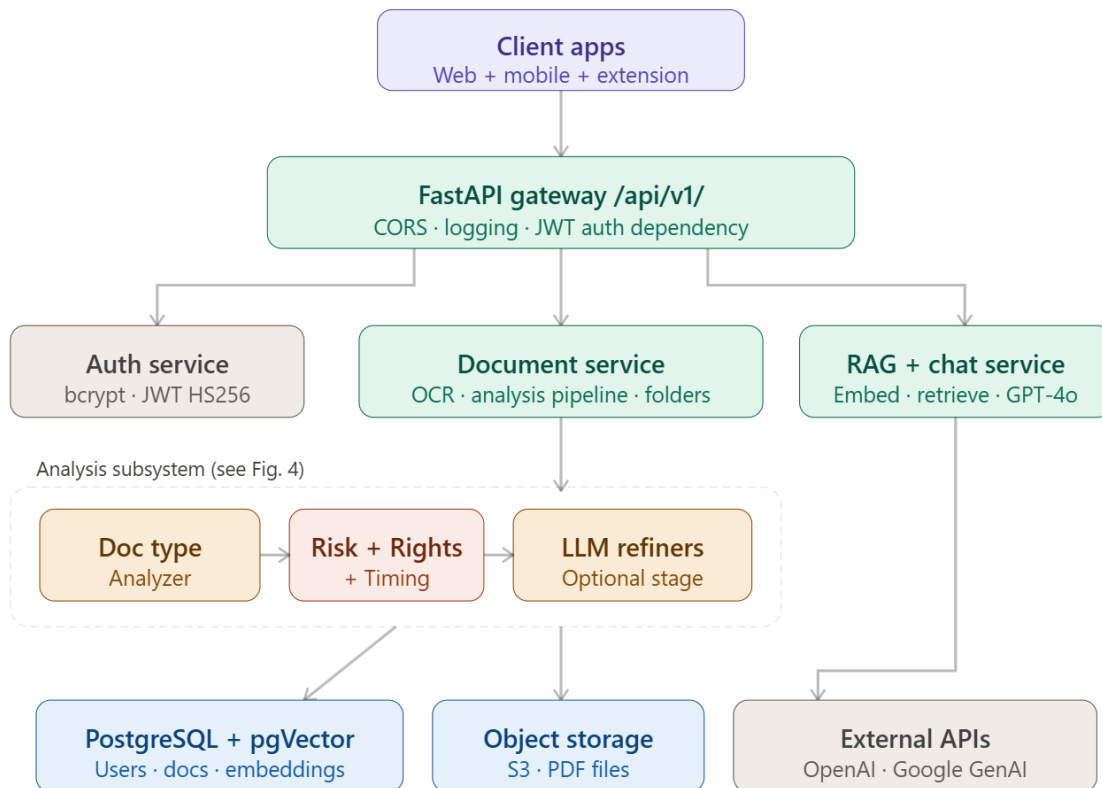 Client apps
Web + mobile + extension
FastAPI gateway /api/v1/
CORS · logging · JWT auth dependency
Auth service
bcrypt · JWT HS256
Document service
OCR · analysis pipeline · folders
RAG + chat service
Embed · retrieve · GPT-4o
Analysis subsystem (see Fig. 4)
Doc type
Analyzer
Risk + Rights
+ Timing
LLM refiners
Optional stage
PostgreSQL + pgVector
Users · docs · embeddings
Object storage
S3 · PDF files
External APIs
OpenAI · Google GenAI